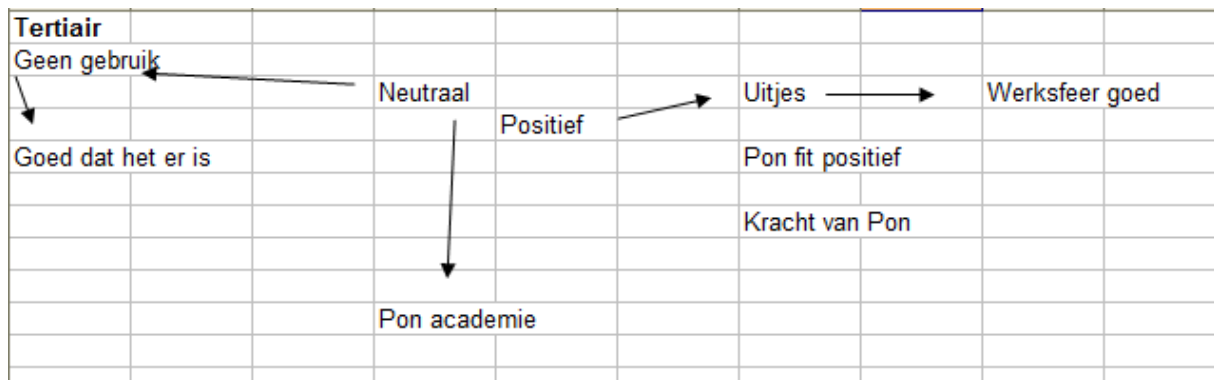 Tertiair
Geen gebruik
Neutraal Uitjes Werksfeer goed
Positief
Goed dat het er is Pon fit positief
Kracht van Pon
Pon academie